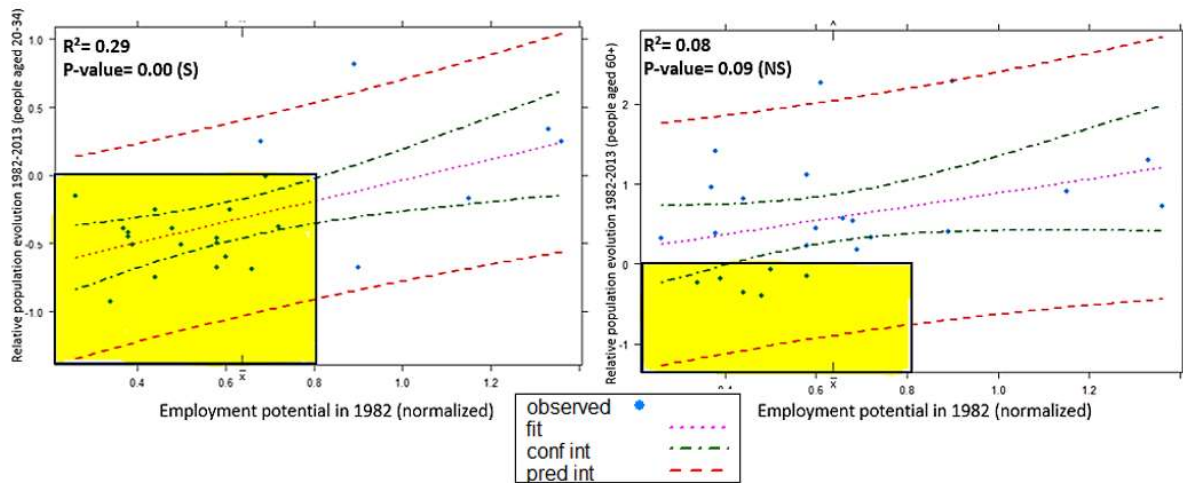 Relative population evolution 1982-2013 (people aged 20-34)
R²= 0.29
P-value= 0.00 (S)
1.0
0.5
0.0
-0.5
-1.0
0.4
0.6
0.8
1.0
1.2
x̄
Employment potential in 1982 (normalized)
Relative population evolution 1982-2013 (people aged 60+)
R²= 0.08
P-value= 0.09 (NS)
2
1
0
-1
0.4
0.6
0.8
1.0
1.2
x̄
Employment potential in 1982 (normalized)
observed
fit
conf int
pred int